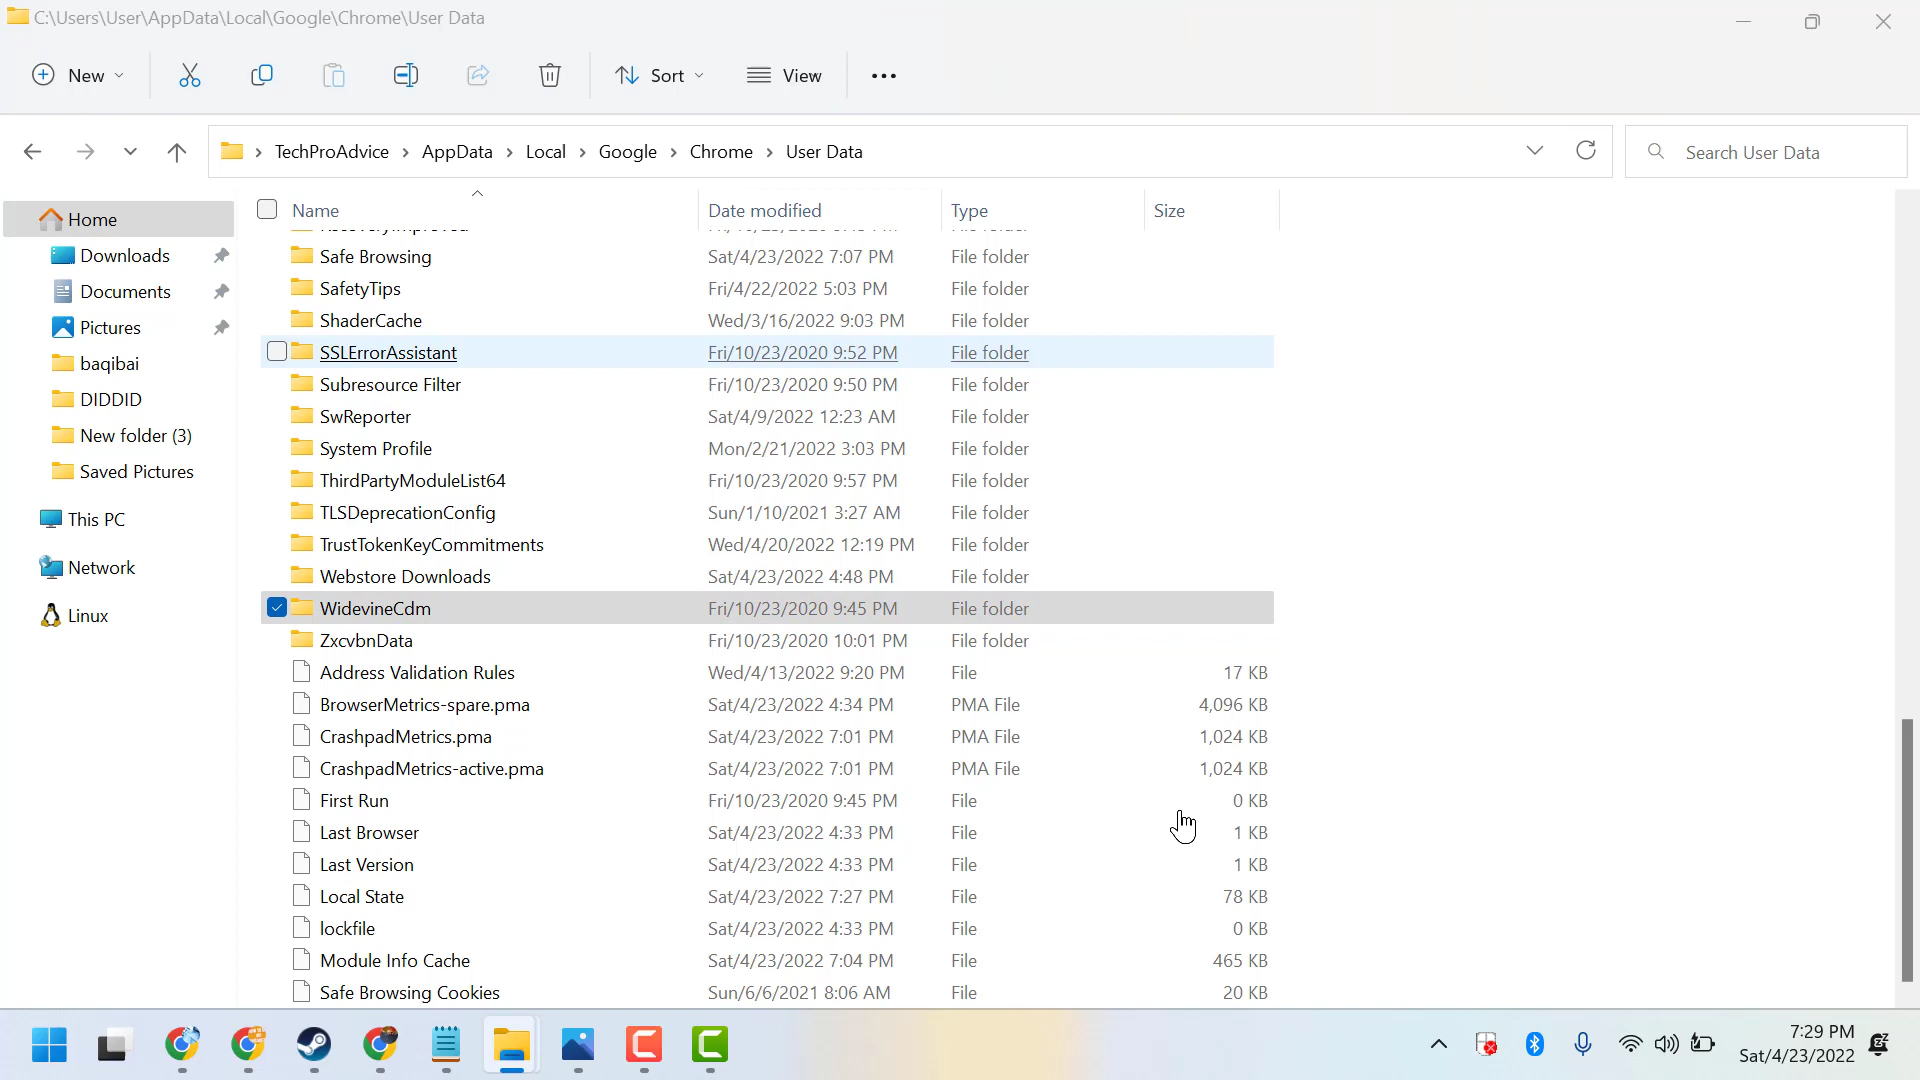 C:\Users\User\AppData\Local\Google\Chrome\User Data
New Sort View
TechProAdvice AppData Local Google Chrome User Data Search User Data
Name Date modified Type Size
Home
Downloads
Documents
Pictures
baqibai
DIDDID
New folder (3)
Saved Pictures
This PC
Network
Linux
Safe Browsing Sat/4/23/2022 7:07 PM File folder
SafetyTips Fri/4/22/2022 5:03 PM File folder
ShaderCache Wed/3/16/2022 9:03 PM File folder
SSLErrorAssistant Fri/10/23/2020 9:52 PM File folder
Subresource Filter Fri/10/23/2020 9:50 PM File folder
SwReporter Sat/4/9/2022 12:23 AM File folder
System Profile Mon/2/21/2022 3:03 PM File folder
ThirdPartyModuleList64 Fri/10/23/2020 9:57 PM File folder
TLSDeprecationConfig Sun/1/10/2021 3:27 AM File folder
TrustTokenKeyCommitments Wed/4/20/2022 12:19 PM File folder
Webstore Downloads Sat/4/23/2022 4:48 PM File folder
WidevineCdm Fri/10/23/2020 9:45 PM File folder
ZxcvbnData Fri/10/23/2020 10:01 PM File folder
Address Validation Rules Wed/4/13/2022 9:20 PM File 17 KB
BrowserMetrics-spare.pma Sat/4/23/2022 4:34 PM PMA File 4,096 KB
CrashpadMetrics.pma Sat/4/23/2022 7:01 PM PMA File 1,024 KB
CrashpadMetrics-active.pma Sat/4/23/2022 7:01 PM PMA File 1,024 KB
First Run Fri/10/23/2020 9:45 PM File 0 KB
Last Browser Sat/4/23/2022 4:33 PM File 1 KB
Last Version Sat/4/23/2022 4:33 PM File 1 KB
Local State Sat/4/23/2022 7:27 PM File 78 KB
lockfile Sat/4/23/2022 4:33 PM File 0 KB
Module Info Cache Sat/4/23/2022 7:04 PM File 465 KB
Safe Browsing Cookies Sun/6/6/2021 8:06 AM File 20 KB
7:29 PM
Sat/4/23/2022